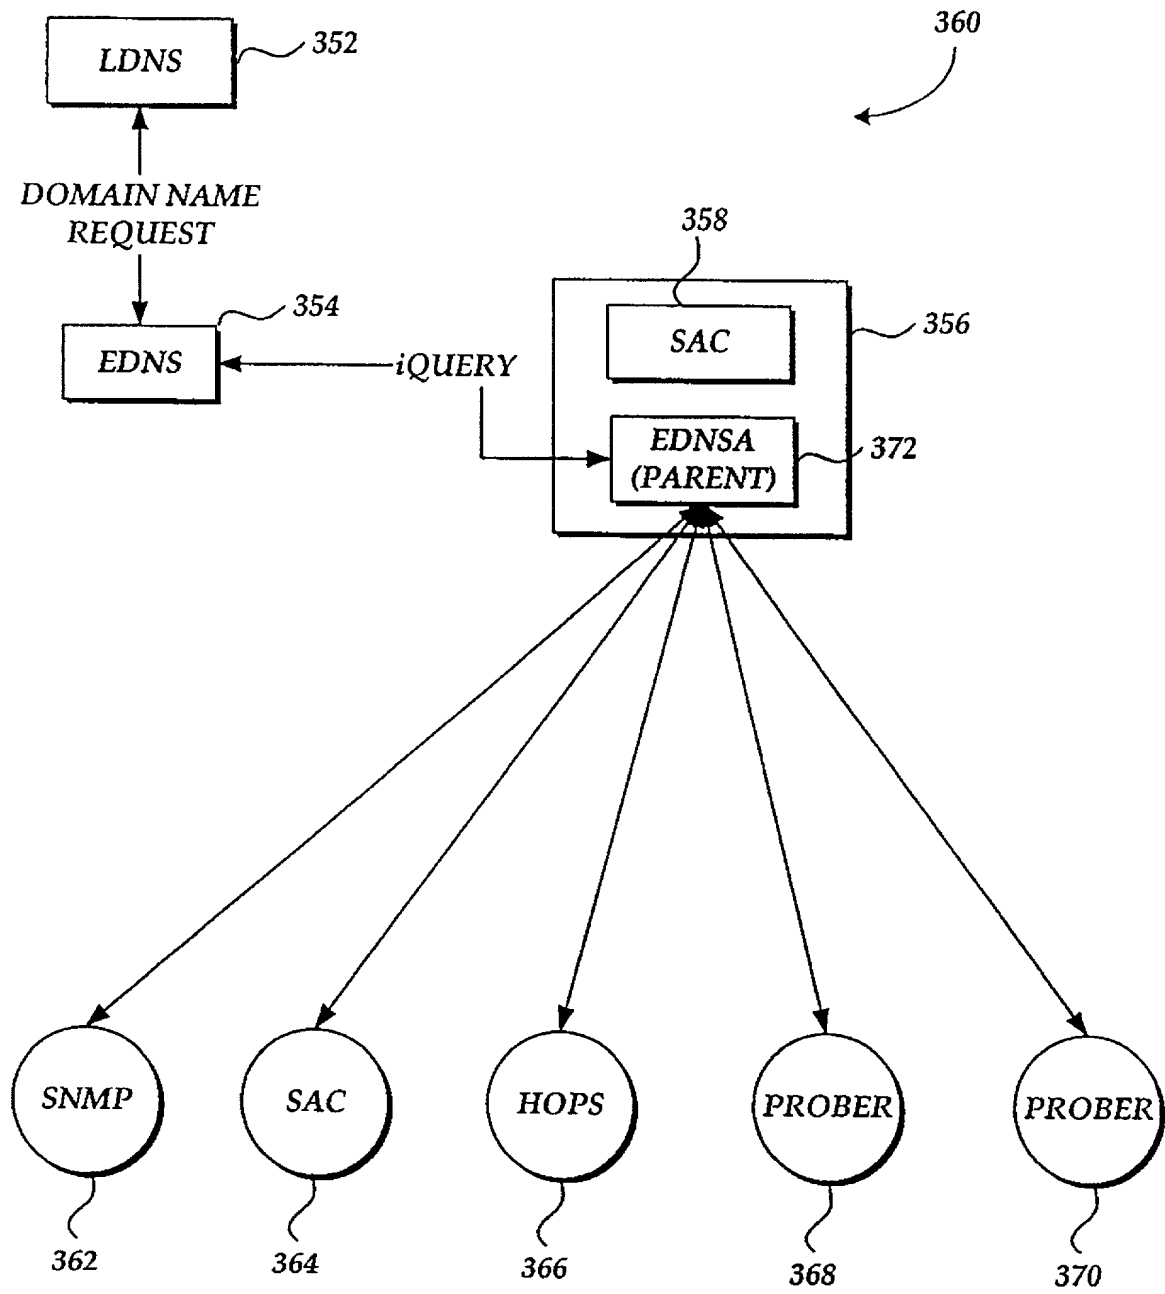 LDNS
352
360
DOMAIN NAME
REQUEST
358
354
EDNS
iQUERY
SAC
356
EDNSA
(PARENT)
372
SNMP
SAC
HOPS
PROBER
PROBER
362
364
366
368
370